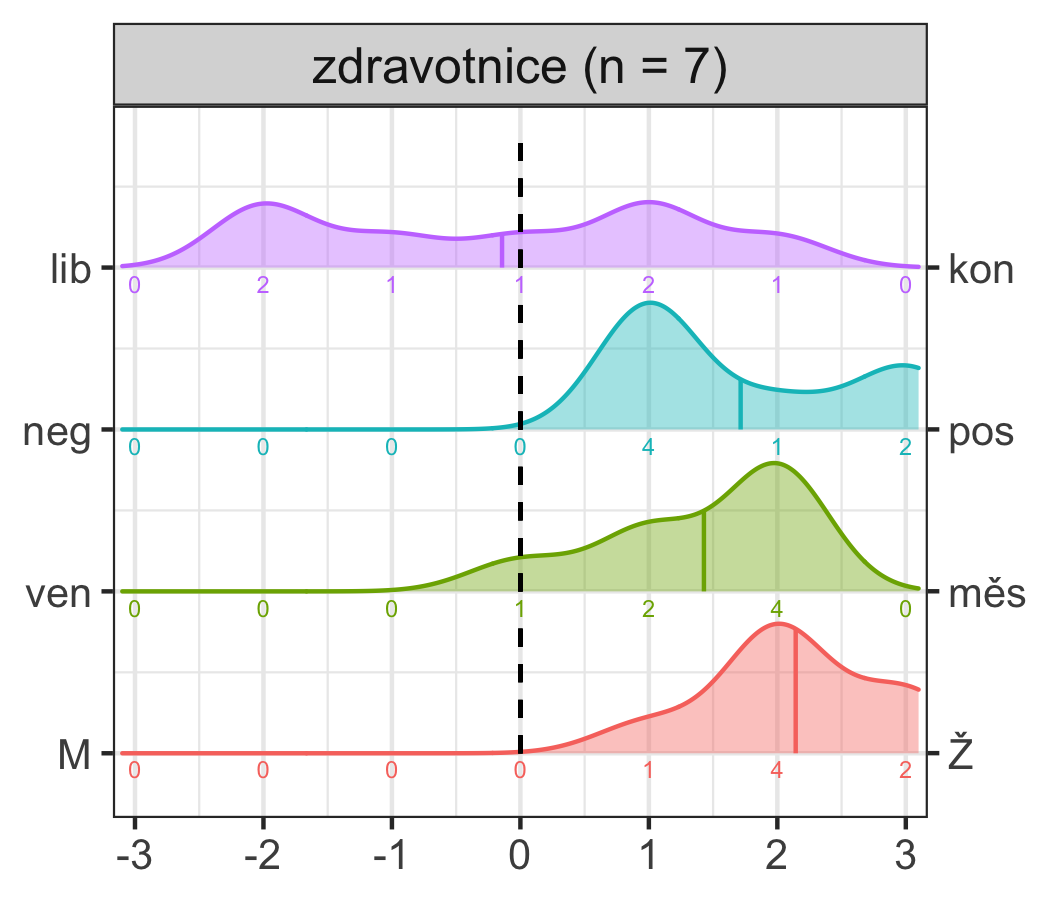 zdravotnice (n = 7)
lib kon
0 2 1 1 2 1 0
neg pos
0 0 0 0 4 1 2
ven měs
0 0 0 1 2 4 0
M Ž
0 0 0 0 1 4 2
-3 -2 -1 0 1 2 3